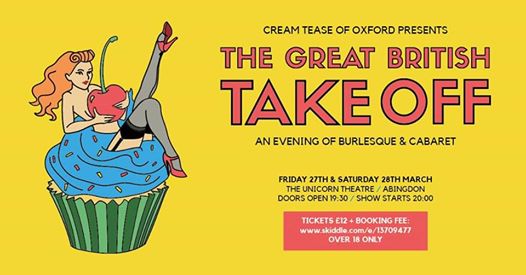 CREAM TEASE OF OXFORD PRESENTS
THE GREAT BRITISH
TAKE OFF
AN EVENING OF BURLESQUE & CABARET
FRIDAY 27TH & SATURDAY 28TH MARCH
THE UNICORN THEATRE / ABINGDON
DOORS OPEN 19:30 / SHOW STARTS 20:00
TICKETS £12 + BOOKING FEE:
www.skiddle.com/e/13709477
OVER 18 ONLY